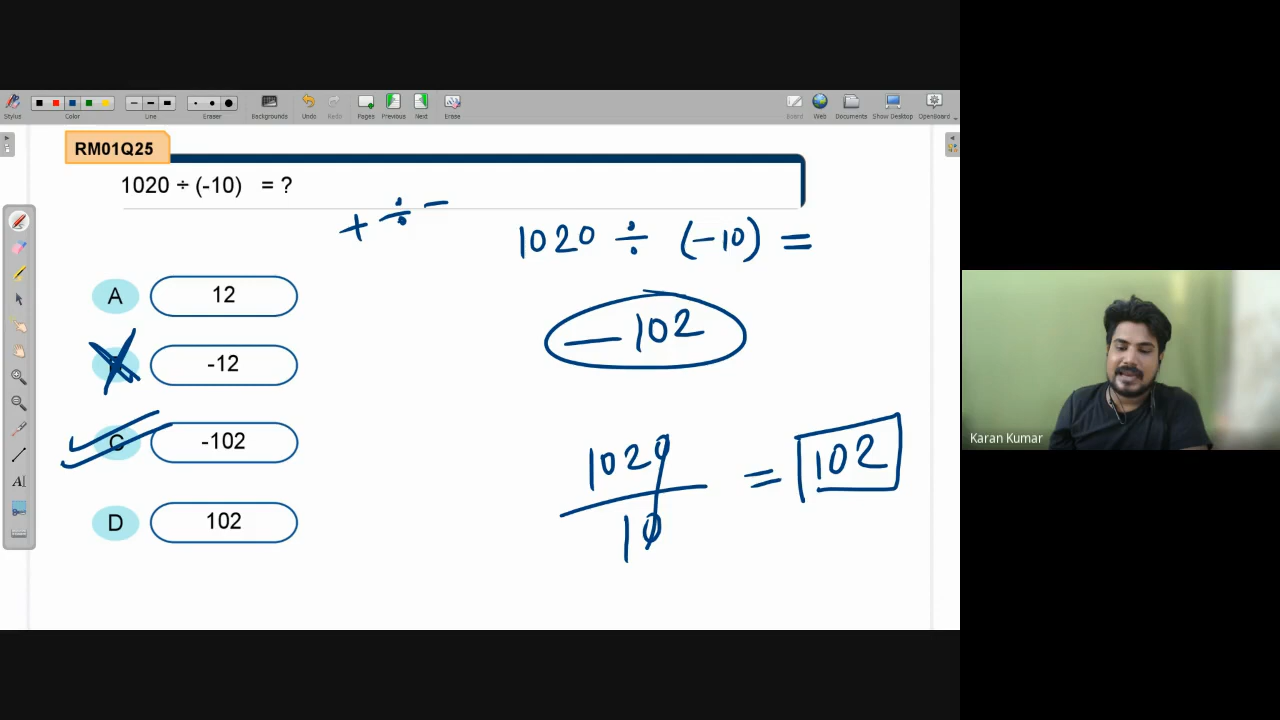 Stylus Color Line Eraser Backgrounds Undo Redo Pages Previous Next Erase Board Web Documents Show Desktop OpenBoard
RM01Q25
1020 ÷ (-10) = ?
+ ÷ −
1020 ÷ (-10) =
A 12
-12
− 102
C -102
1020
10
= 102
D 102
Karan Kumar